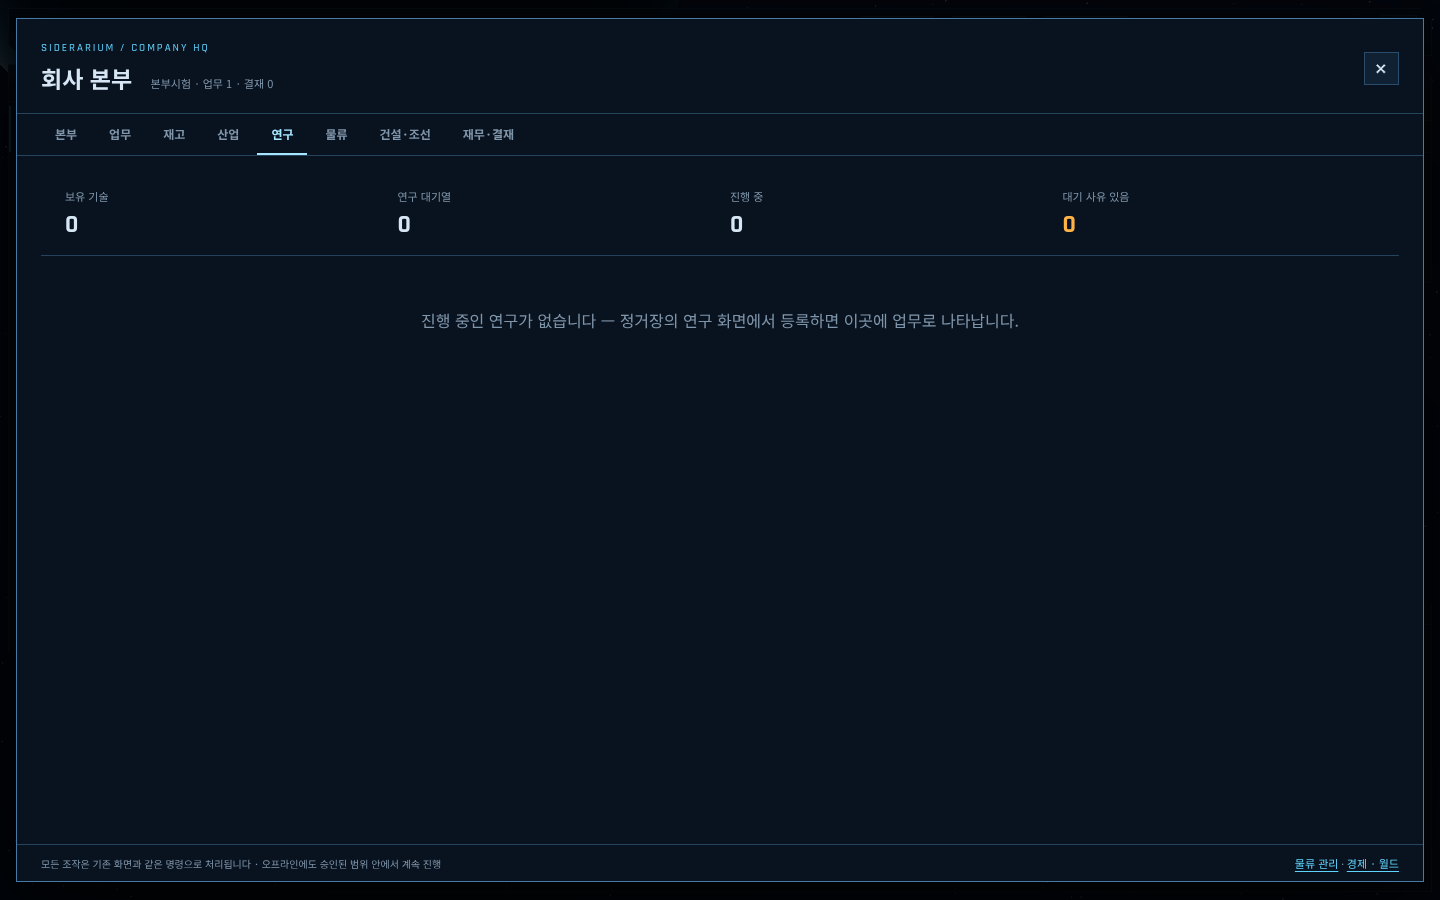 SIDERARIUM / COMPANY HQ
회사 본부 본부시험 · 업무 1 · 결재 0
×
본부 업무 재고 산업 연구 물류 건설·조선 재무·결재
보유 기술 연구 대기열 진행 중 대기 사유 있음
0 0 0 0
진행 중인 연구가 없습니다 — 정거장의 연구 화면에서 등록하면 이곳에 업무로 나타납니다.
모든 조작은 기존 화면과 같은 명령으로 처리됩니다 · 오프라인에도 승인된 범위 안에서 계속 진행 물류 관리 · 경제 · 월드